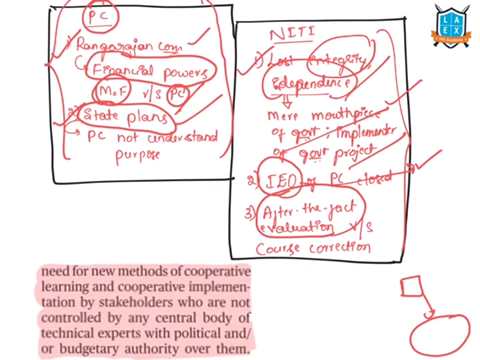 PC
1) Rangarajan com
Financial powers
M.o.F v/s PC
2) State plans
→ PC not understand
purpose
NITI
1) Lost Integrity
Independence
Mere mouthpiece
of govt; implementer
of govt project
2) IEO of PC closed
3) After-the-fact
evaluation v/s
Course correction
LAEX
need for new methods of cooperative
learning and cooperative implemen-
tation by stakeholders who are not
controlled by any central body of
technical experts with political and/
or budgetary authority over them.